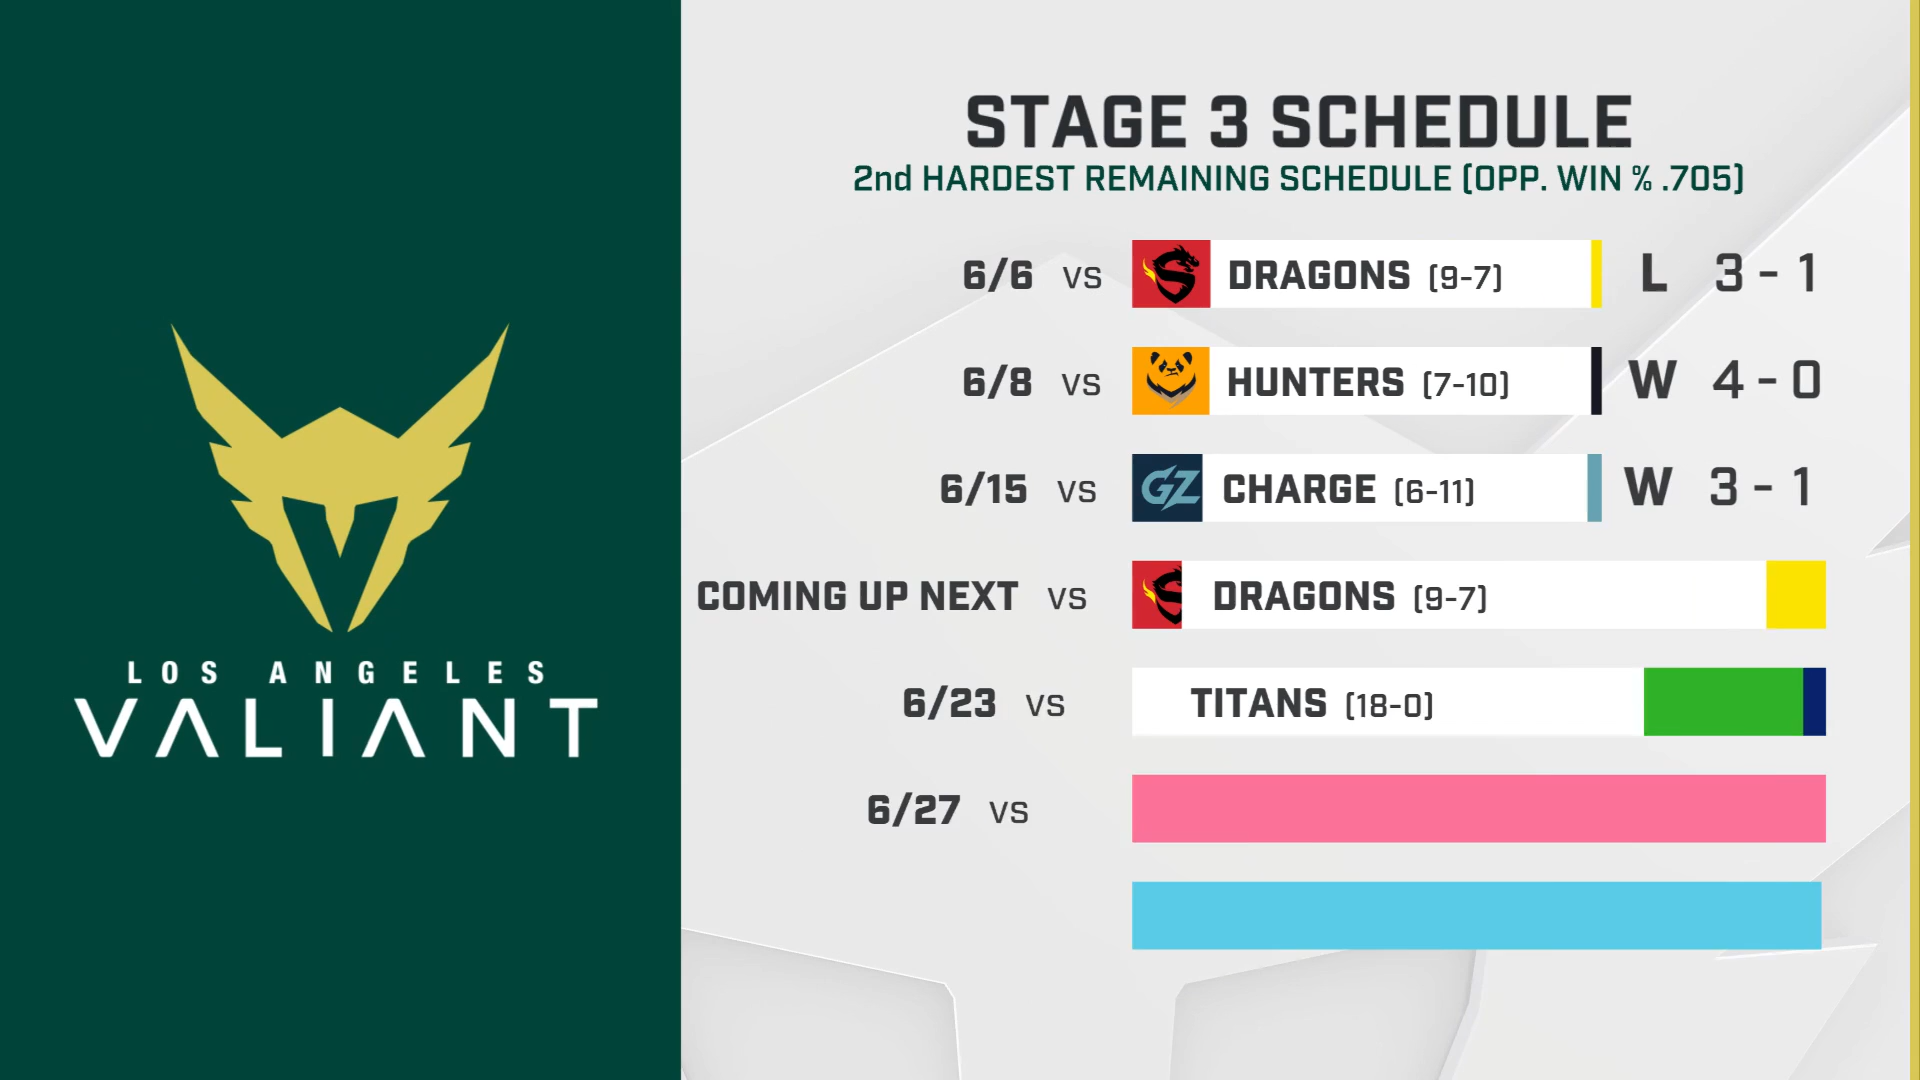 LOS ANGELES
VALIANT
STAGE 3 SCHEDULE
2nd HARDEST REMAINING SCHEDULE (OPP. WIN % .705)
6/6 VS DRAGONS (9-7) L 3 - 1
6/8 VS HUNTERS (7-10) W 4 - 0
6/15 VS GZ CHARGE (6-11) W 3 - 1
COMING UP NEXT VS DRAGONS (9-7)
6/23 VS TITANS (18-0)
6/27 VS